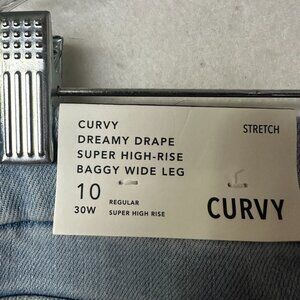 CURVY
DREAMY DRAPE
SUPER HIGH-RISE
BAGGY WIDE LEG
STRETCH
10
30W
REGULAR
SUPER HIGH RISE
CURVY